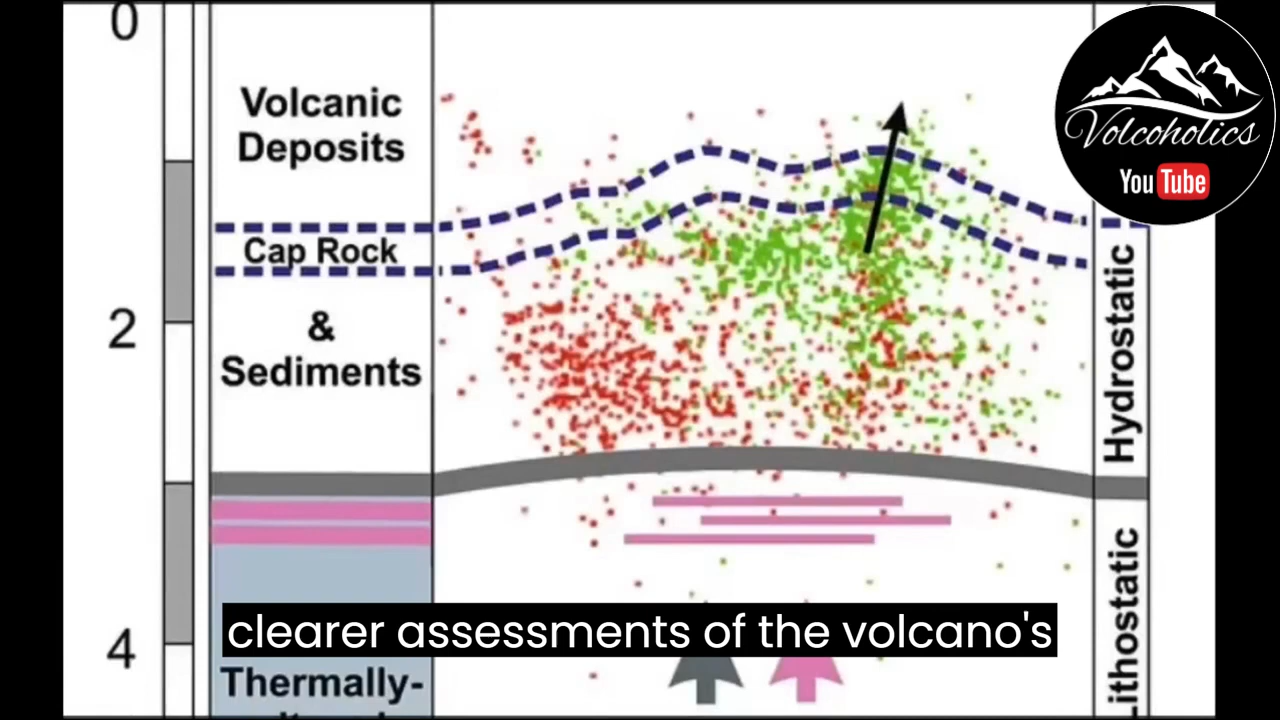 0
Volcanic
Deposits
Cap Rock
2
&
Sediments
4
Thermally-
Hydrostatic
Lithostatic
Volcoholics
YouTube
clearer assessments of the volcano's